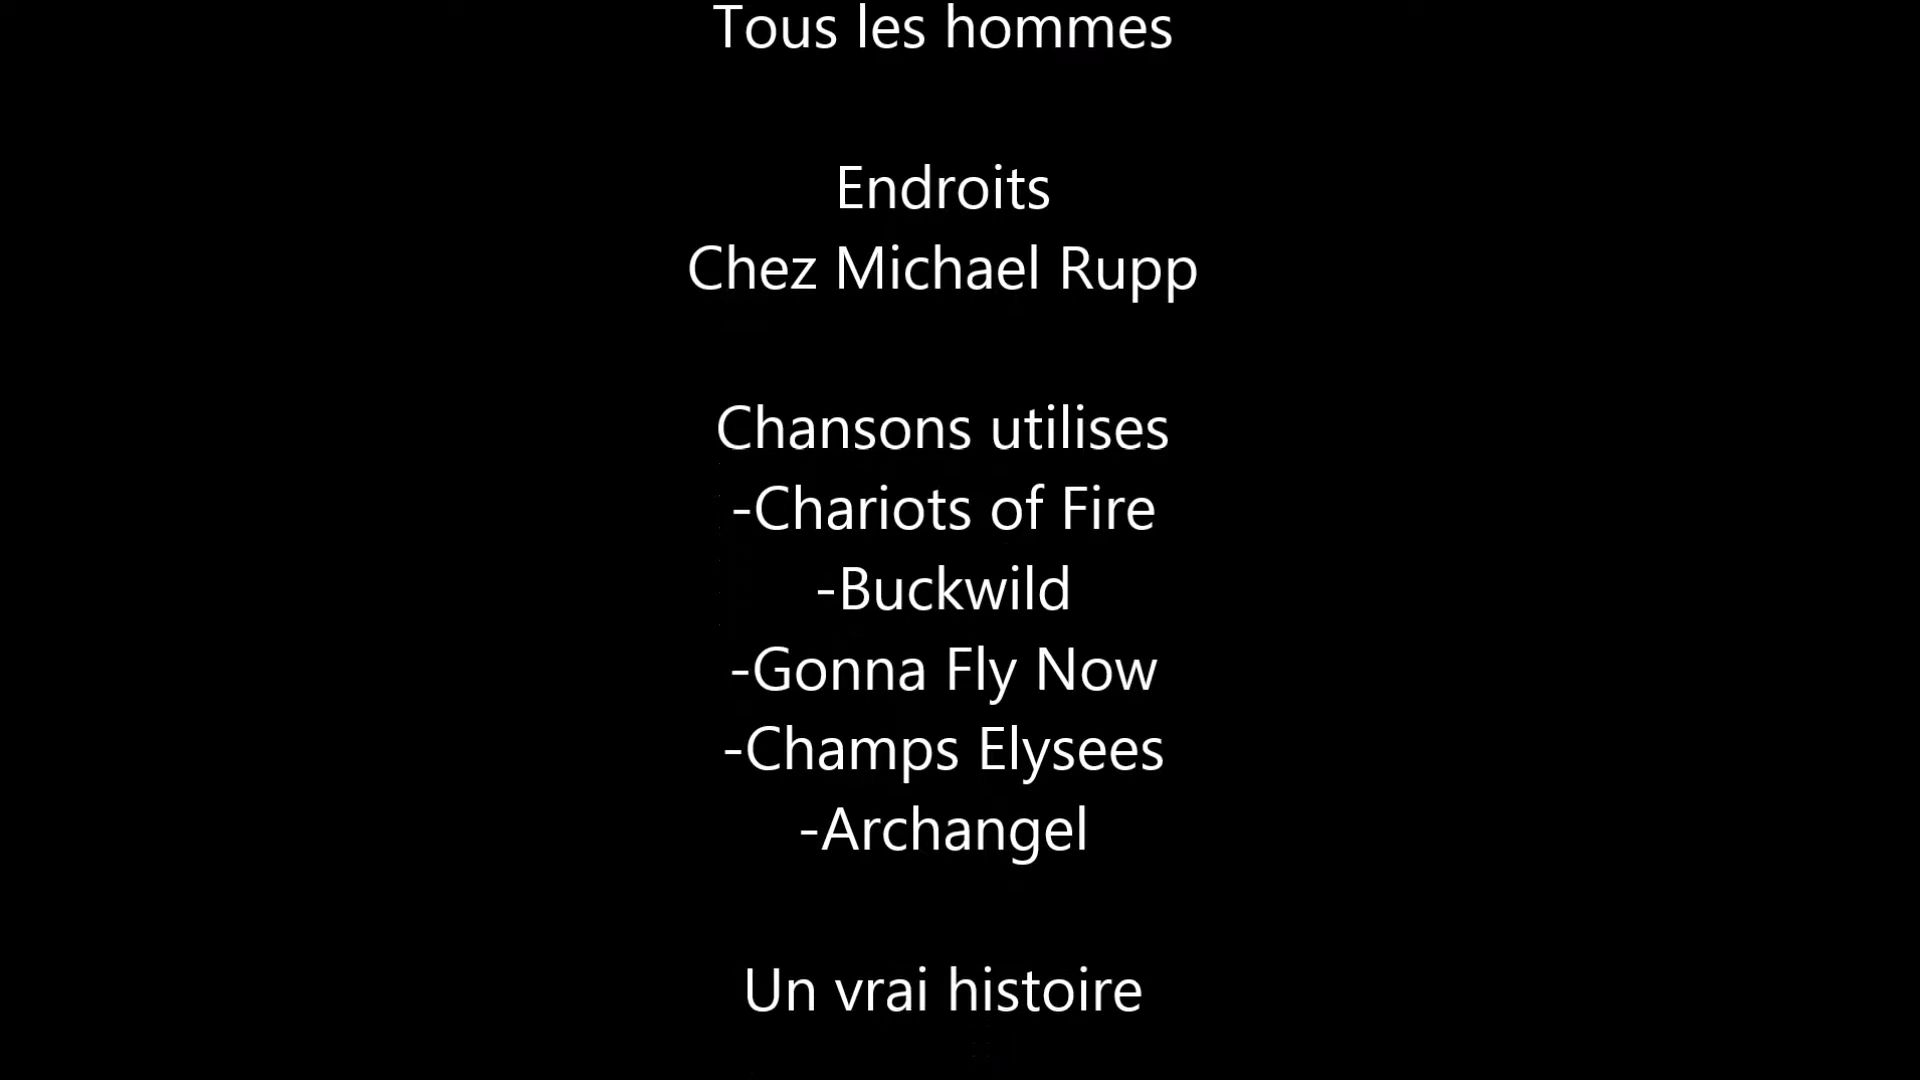 Tous les hommes
Endroits
Chez Michael Rupp
Chansons utilises
-Chariots of Fire
-Buckwild
-Gonna Fly Now
-Champs Elysees
-Archangel
Un vrai histoire